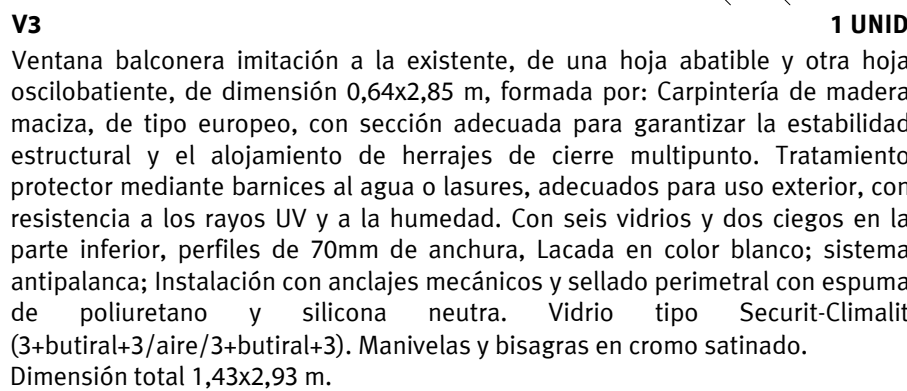 V3 1 UNID
Ventana balconera imitación a la existente, de una hoja abatible y otra hoja
oscilobatiente, de dimensión 0,64x2,85 m, formada por: Carpintería de madera
maciza, de tipo europeo, con sección adecuada para garantizar la estabilidad
estructural y el alojamiento de herrajes de cierre multipunto. Tratamiento
protector mediante barnices al agua o lasures, adecuados para uso exterior, con
resistencia a los rayos UV y a la humedad. Con seis vidrios y dos ciegos en la
parte inferior, perfiles de 70mm de anchura, Lacada en color blanco; sistema
antipalanca; Instalación con anclajes mecánicos y sellado perimetral con espuma
de poliuretano y silicona neutra. Vidrio tipo Securit-Climalit
(3+butiral+3/aire/3+butiral+3). Manivelas y bisagras en cromo satinado.
Dimensión total 1,43x2,93 m.